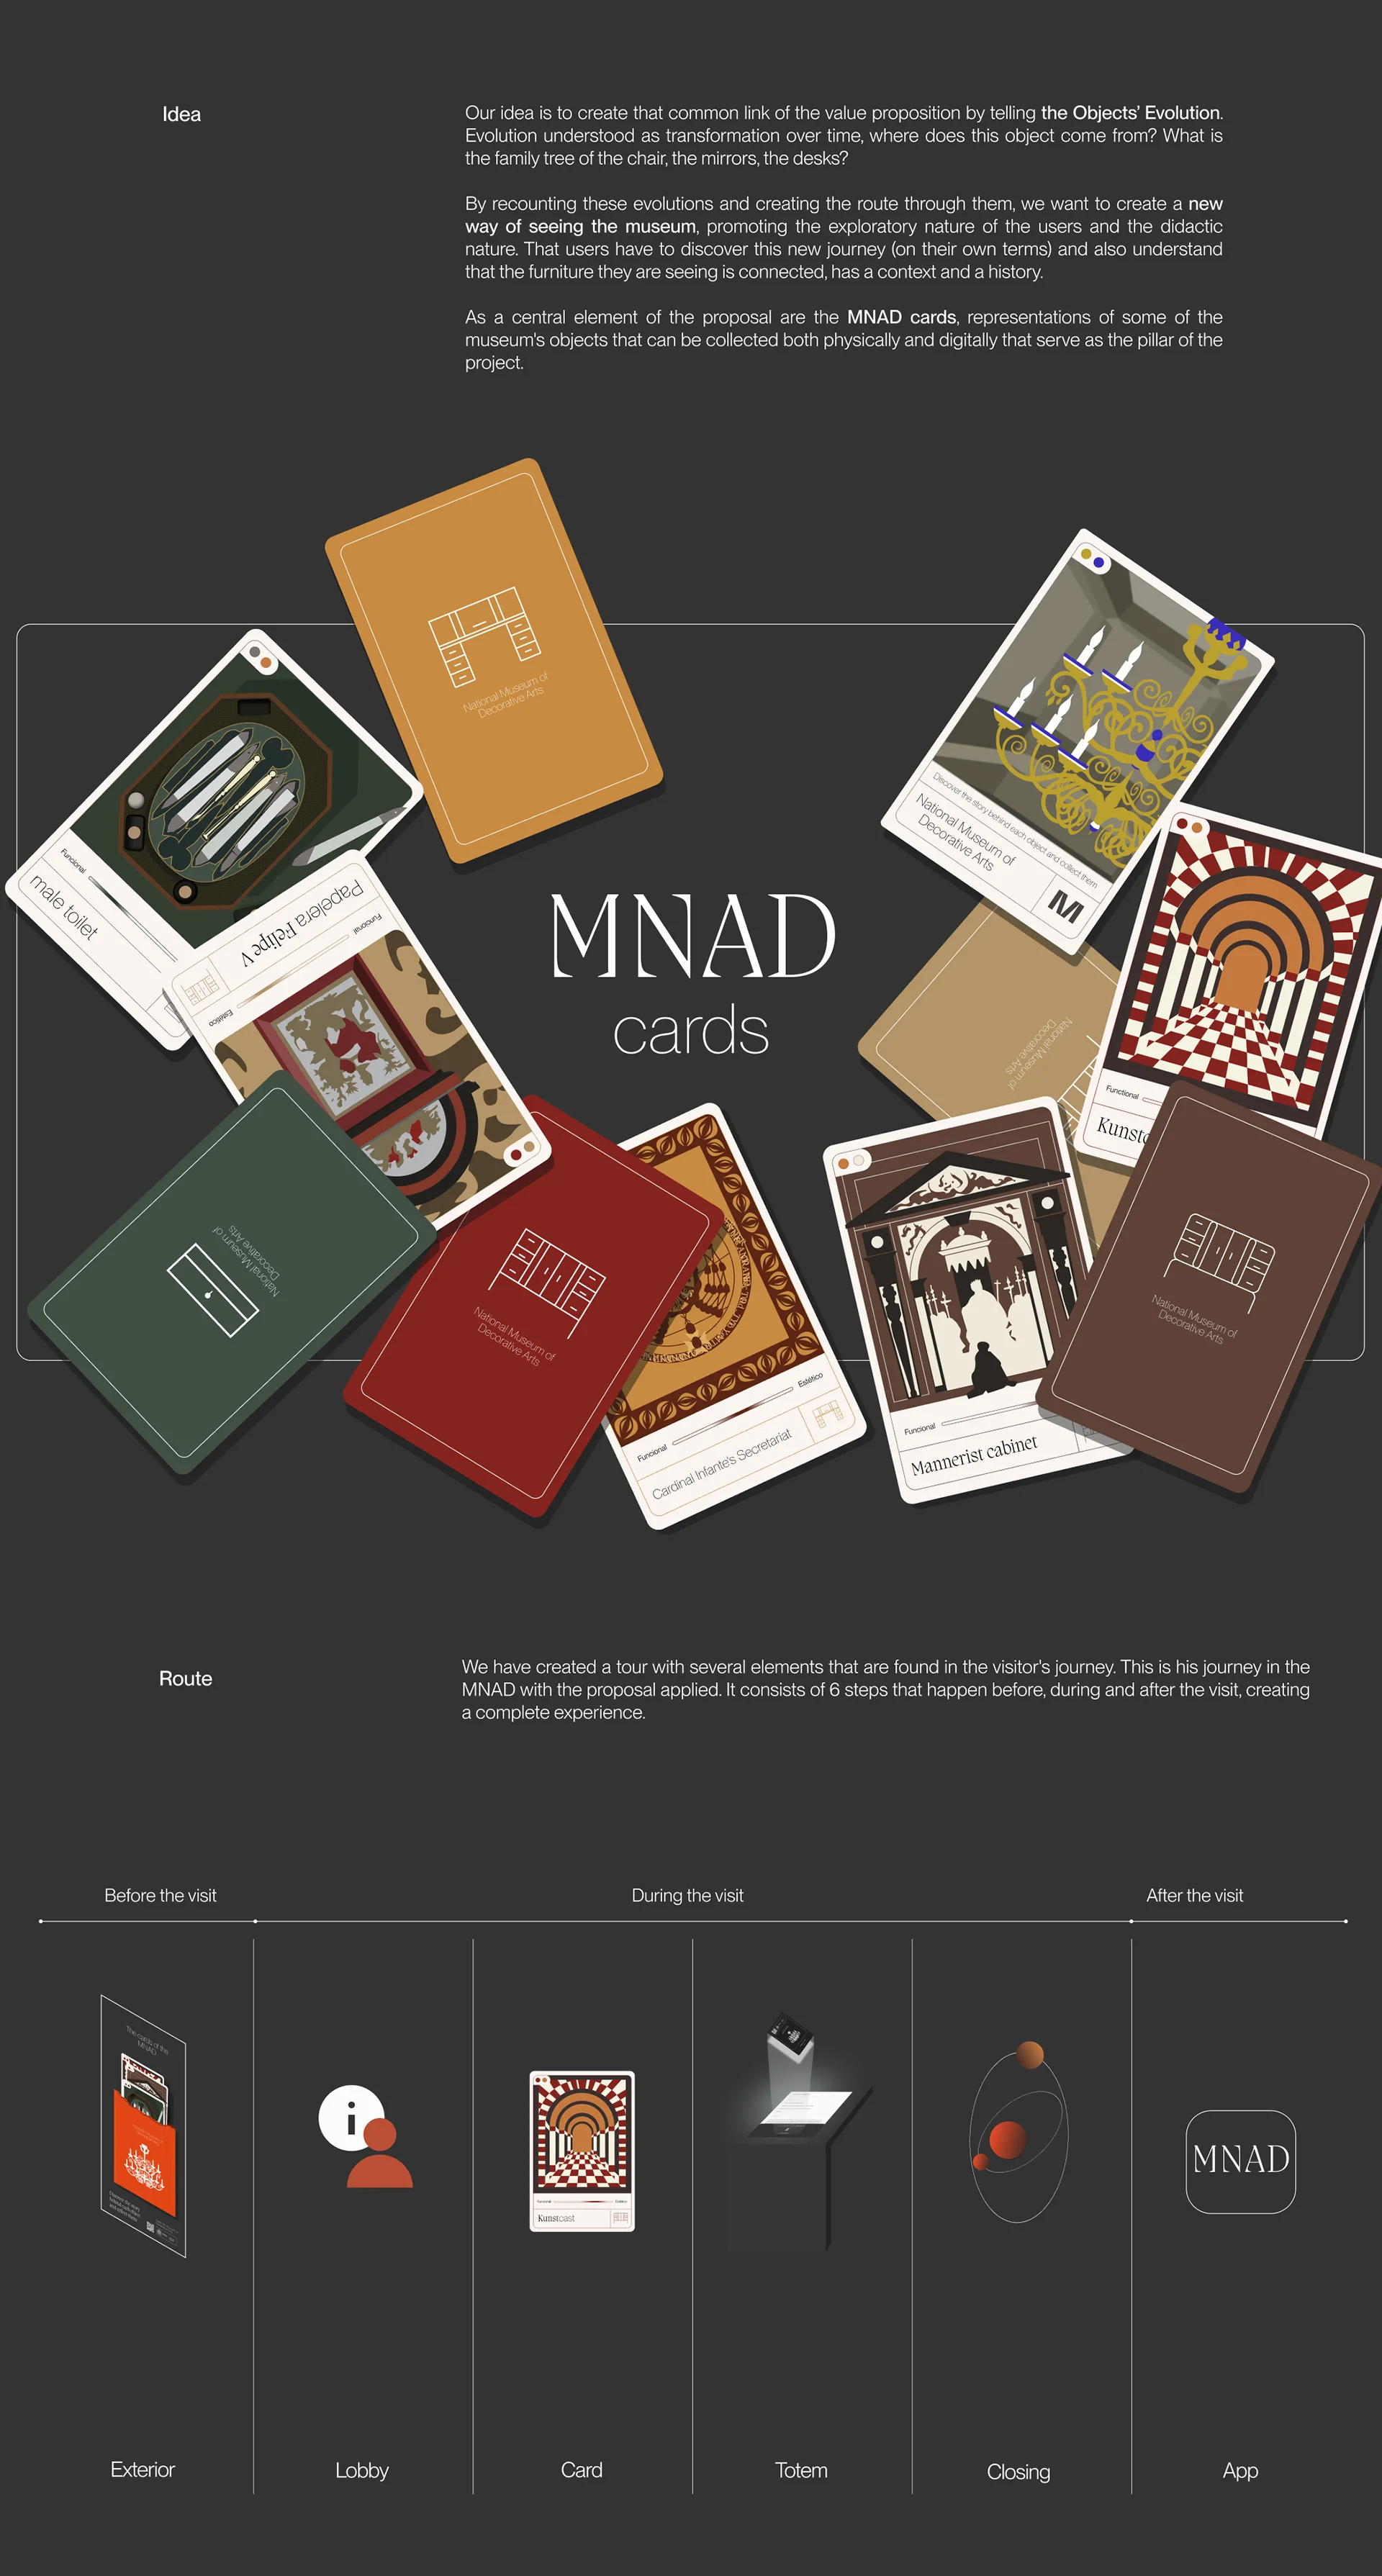 Idea
Our idea is to create that common link of the value proposition by telling the Objects' Evolution.
Evolution understood as transformation over time, where does this object come from? What is
the family tree of the chair, the mirrors, the desks?
By recounting these evolutions and creating the route through them, we want to create a new
way of seeing the museum, promoting the exploratory nature of the users and the didactic
nature. That users have to discover this new journey (on their own terms) and also understand
that the furniture they are seeing is connected, has a context and a history.
As a central element of the proposal are the MNAD cards, representations of some of the
museum's objects that can be collected both physically and digitally that serve as the pillar of the
project.
National Museum of
Decorative Arts
Discover the story behind each object and collect them
National Museum of
Decorative Arts
M
Funcional
male toilet
Papelera Felipe V
Funcional
Estético
MNAD
cards
National Museum of
Decorative Arts
Functional
Kunstc
National Museum of
Decorative Arts
National Museum of
Decorative Arts
Funcional
Estético
Cardinal Infante's Secretariat
Funcional
Mannerist cabinet
National Museum of
Decorative Arts
Route
We have created a tour with several elements that are found in the visitor's journey. This is his journey in the
MNAD with the proposal applied. It consists of 6 steps that happen before, during and after the visit, creating
a complete experience.
Before the visit
During the visit
After the visit
The cards of the
MNAD
i
Funcional
Estético
Kunstcast
MNAD
Exterior
Lobby
Card
Totem
Closing
App